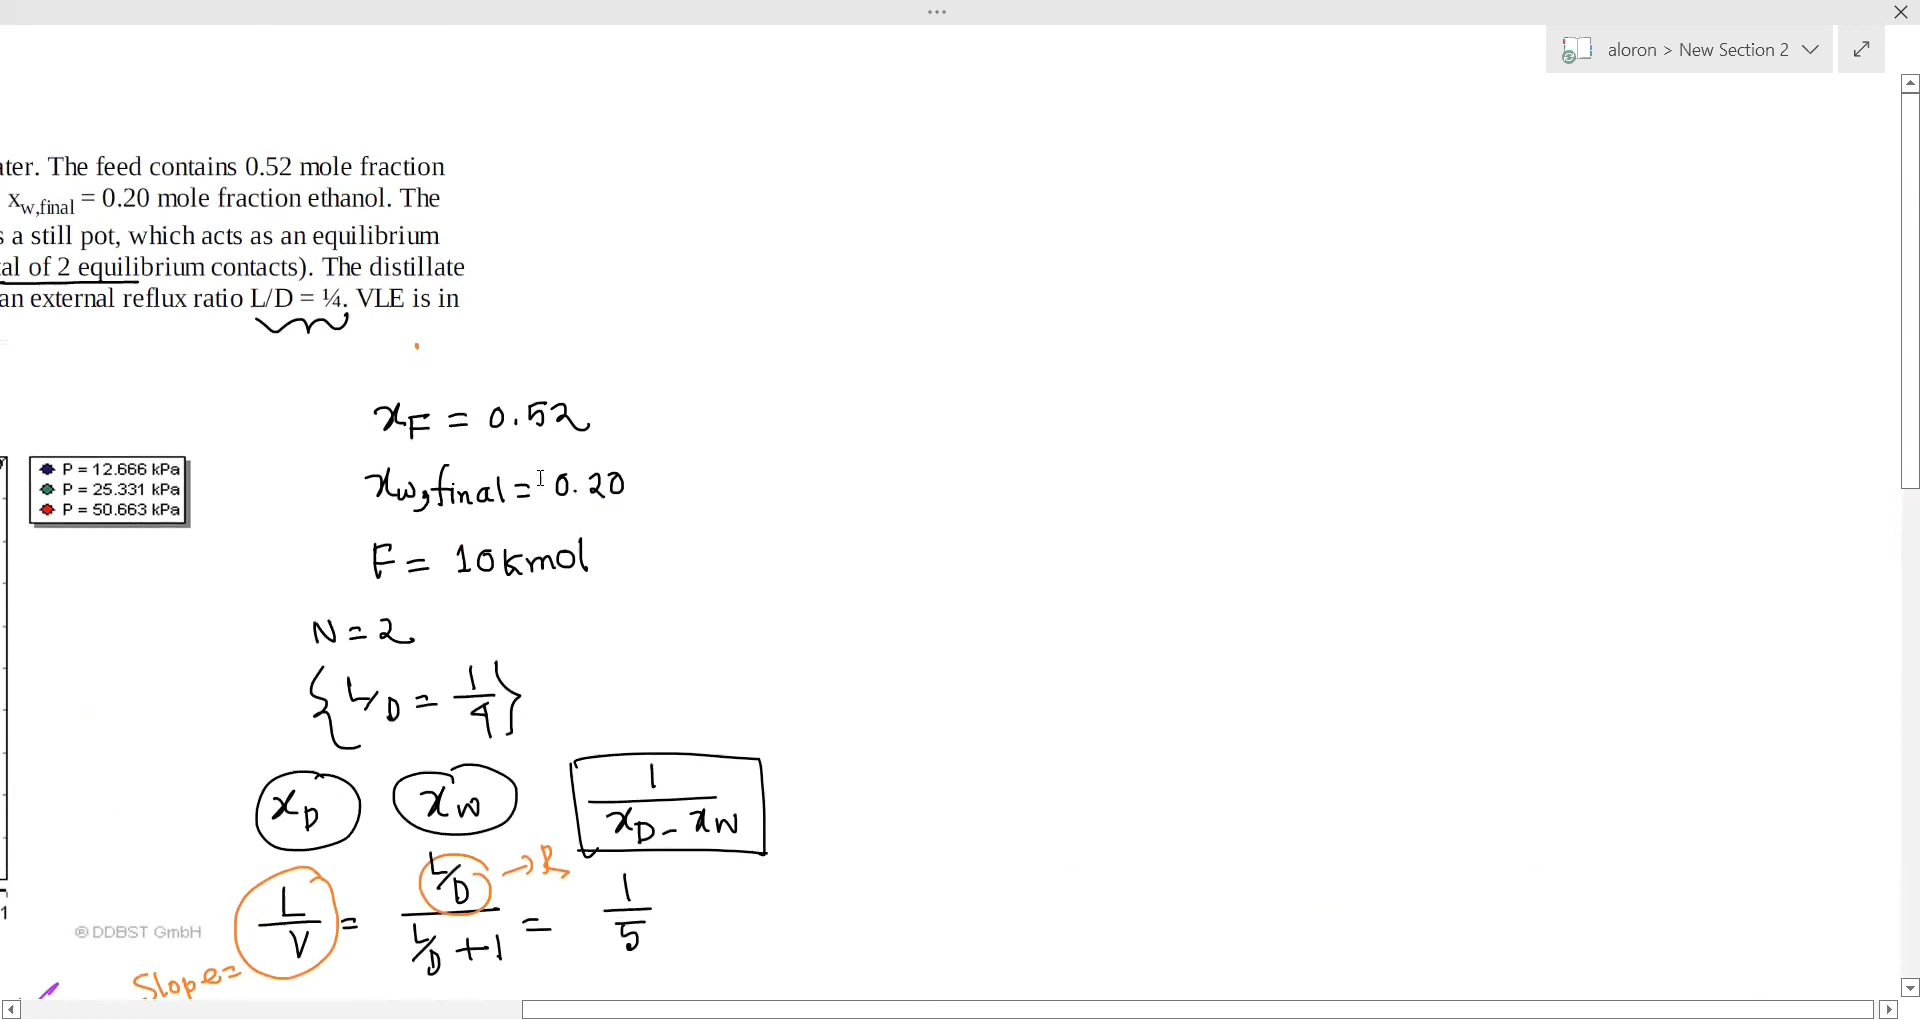 aloron > New Section 2
ater. The feed contains 0.52 mole fraction
xw,final = 0.20 mole fraction ethanol. The
s a still pot, which acts as an equilibrium
al of 2 equilibrium contacts). The distillate
an external reflux ratio L/D = ¼. VLE is in
xF = 0.52
xw,final = 0.20
P = 12.666 kPa
P = 25.331 kPa
P = 50.663 kPa
F = 10kmol
N = 2
{L/D = 1/4}
xD xW 1/(xD - xW)
L/V = (L/D)/(L/D + 1) = 1/5
→R
1
© DDBST GmbH
Slope=